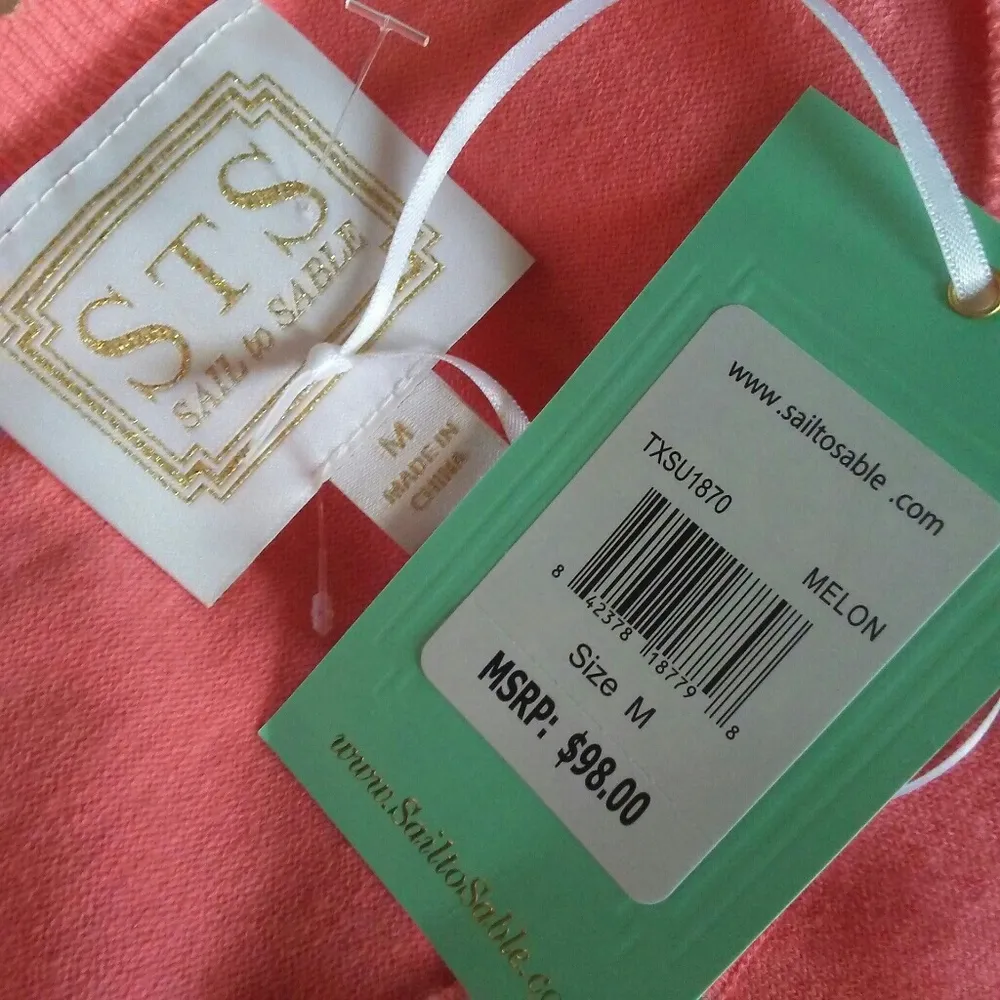 STS
SAIL to SABLE
M
MADE IN
CHINA
www.sailtosable .com
TXSU1870
MELON
8 42378 18779 8
Size M
MSRP: $98.00
www.SailtoSable.co